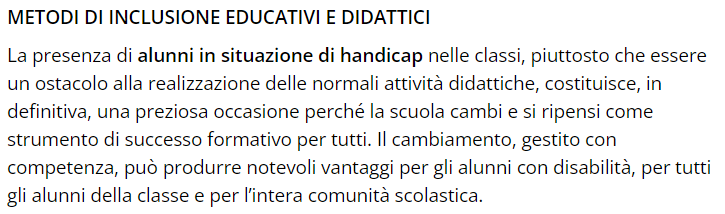 METODI DI INCLUSIONE EDUCATIVI E DIDATTICI
La presenza di alunni in situazione di handicap nelle classi, piuttosto che essere
un ostacolo alla realizzazione delle normali attività didattiche, costituisce, in
definitiva, una preziosa occasione perché la scuola cambi e si ripensi come
strumento di successo formativo per tutti. Il cambiamento, gestito con
competenza, può produrre notevoli vantaggi per gli alunni con disabilità, per tutti
gli alunni della classe e per l’intera comunità scolastica.